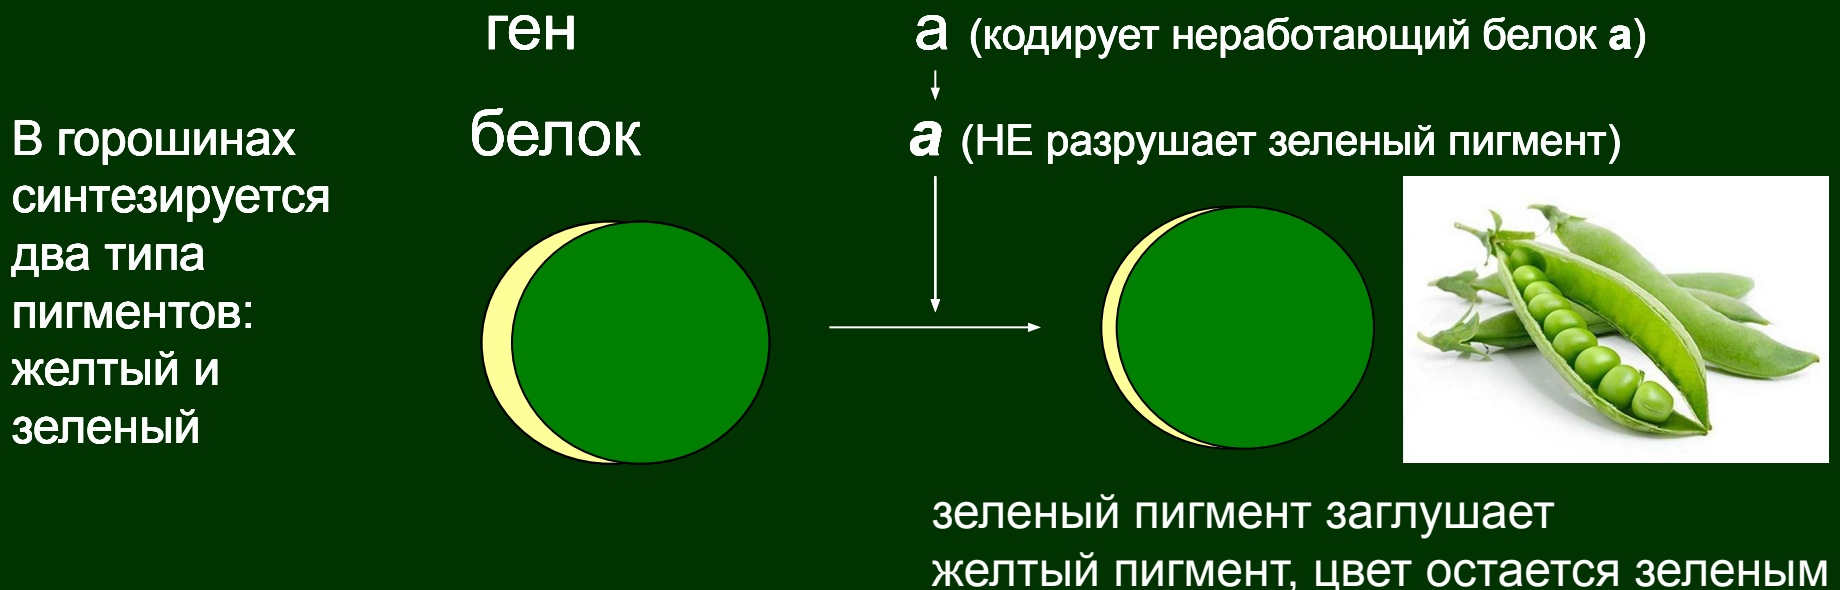 ген
а (кодирует неработающий белок а)
белок
а (НЕ разрушает зеленый пигмент)
В горошинах
синтезируется
два типа
пигментов:
желтый и
зеленый
зеленый пигмент заглушает
желтый пигмент, цвет остается зеленым